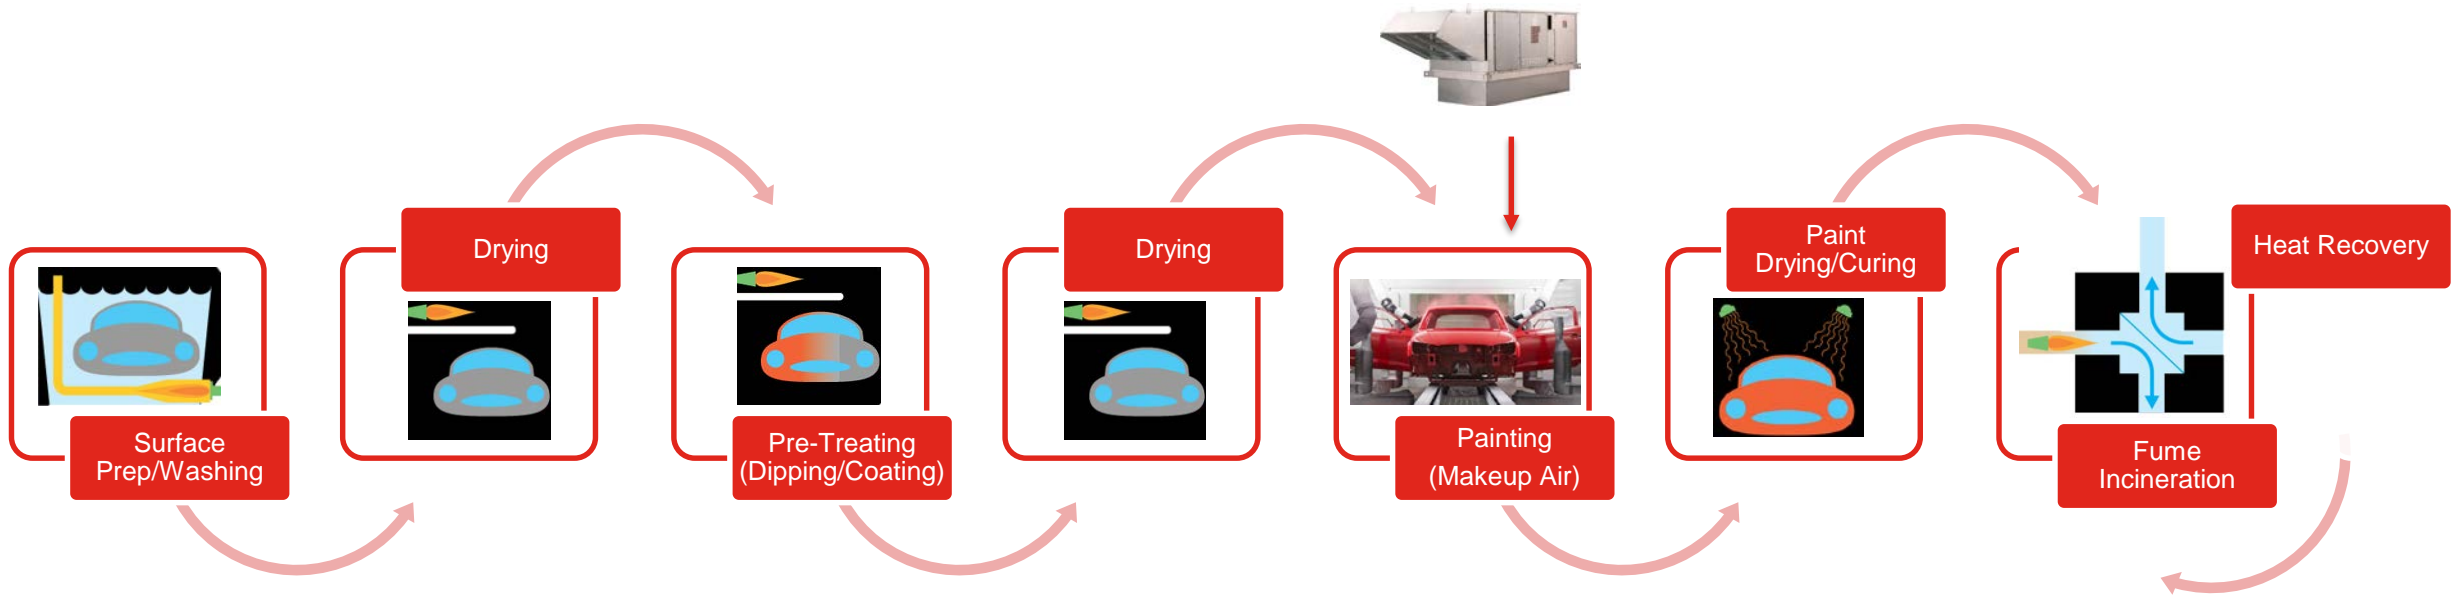 Surface
Prep/Washing
Drying
Pre-Treating
(Dipping/Coating)
Drying
Painting
(Makeup Air)
Paint
Drying/Curing
Fume
Incineration
Heat Recovery